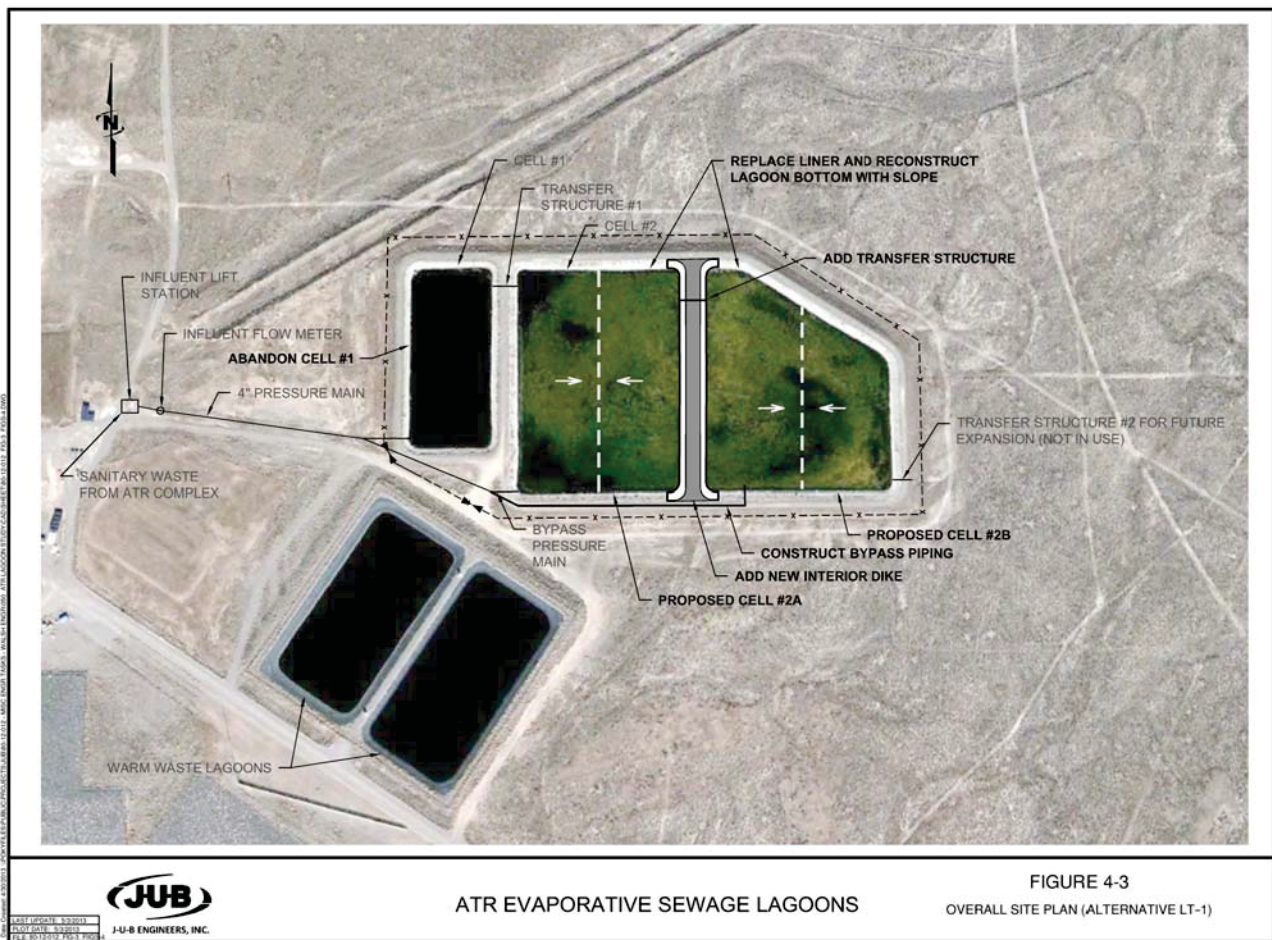 N
CELL #1
TRANSFER
STRUCTURE #1
CELL #2
REPLACE LINER AND RECONSTRUCT
LAGOON BOTTOM WITH SLOPE
ADD TRANSFER STRUCTURE
INFLUENT LIFT
STATION
INFLUENT FLOW METER
ABANDON CELL #1
4" PRESSURE MAIN
TRANSFER STRUCTURE #2 FOR FUTURE
EXPANSION (NOT IN USE)
SANITARY WASTE
FROM ATR COMPLEX
BYPASS
PRESSURE
MAIN
PROPOSED CELL #2B
CONSTRUCT BYPASS PIPING
ADD NEW INTERIOR DIKE
PROPOSED CELL #2A
WARM WASTE LAGOONS
JUB
J-U-B ENGINEERS, INC.
LAST UPDATE: 5/3/2013
PLOT DATE: 5/3/2013
ATR EVAPORATIVE SEWAGE LAGOONS
FIGURE 4-3
OVERALL SITE PLAN (ALTERNATIVE LT-1)